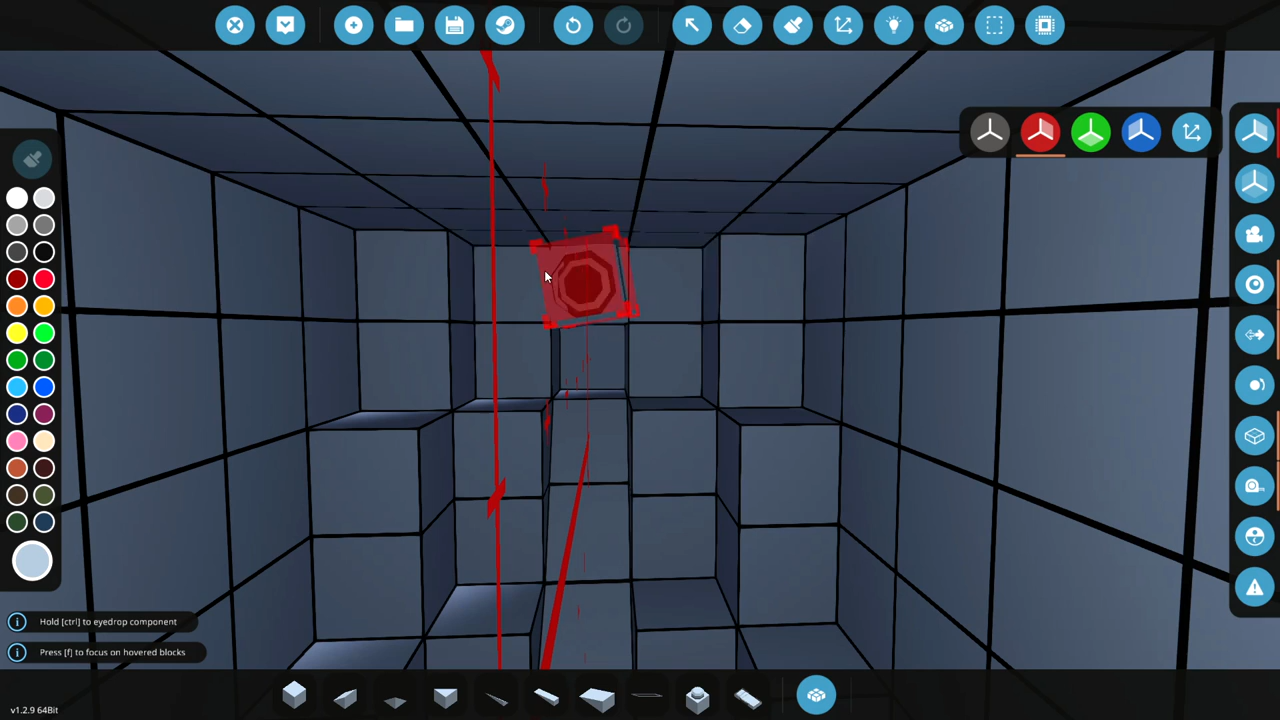 Hold [ctrl] to eyedrop component
Press [f] to focus on hovered blocks
v1.2.9 64Bit